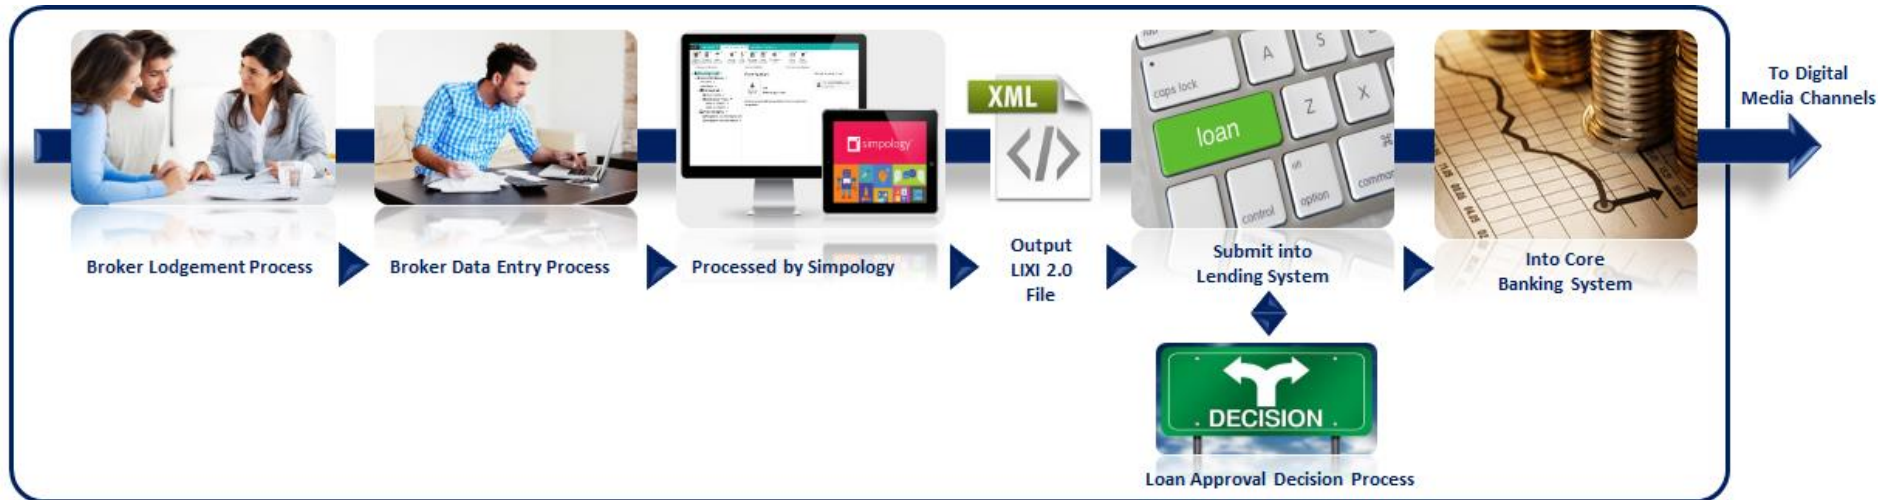 To Digital
Media Channels
XML
simpology
caps lock
A
S
Z
X
loan
control
alt
option
Broker Lodgement Process
Broker Data Entry Process
Processed by Simpology
Output
LIXI 2.0
File
Submit into
Lending System
Into Core
Banking System
DECISION
Loan Approval Decision Process